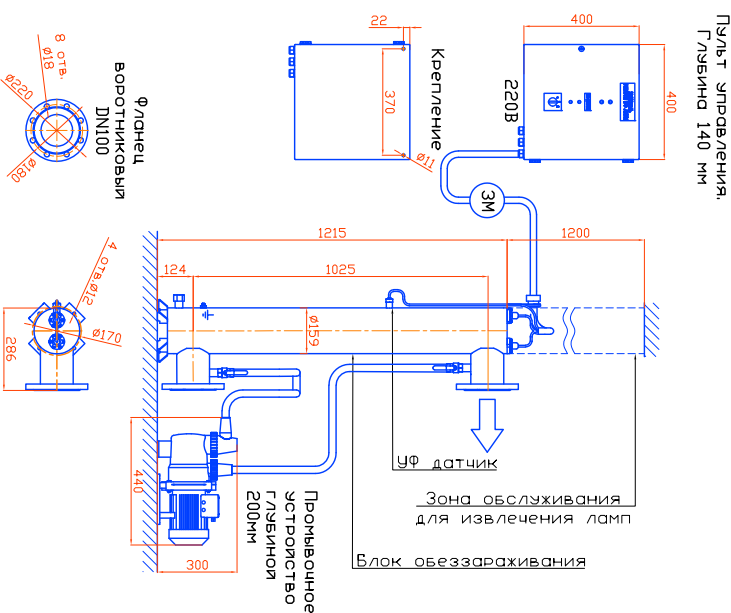 Пульт управления.
Глубина 140 мм
400
400
220В
22
370
Ø11
Крепление
8 отв.
Ø18
Ø220
Ø180
Фланец
воротниковый
DN100
3М
1215
1200
124
1025
Ø159
4 отв.Ø12
Ø170
286
440
300
УФ датчик
Зона обслуживания
для извлечения ламп
Блок обеззараживания
Промывочное
устройство
глубиной
200мм